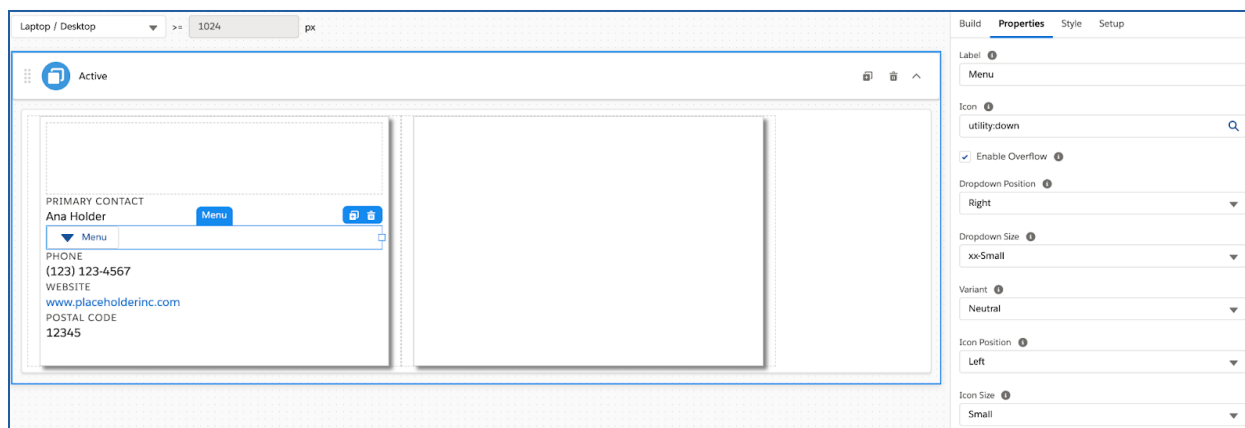 Laptop / Desktop >= 1024 px
Active
PRIMARY CONTACT
Ana Holder
Menu
Menu
PHONE
(123) 123-4567
WEBSITE
www.placeholderinc.com
POSTAL CODE
12345
Build Properties Style Setup
Label
Menu
Icon
utility:down
Enable Overflow
Dropdown Position
Right
Dropdown Size
xx-Small
Variant
Neutral
Icon Position
Left
Icon Size
Small